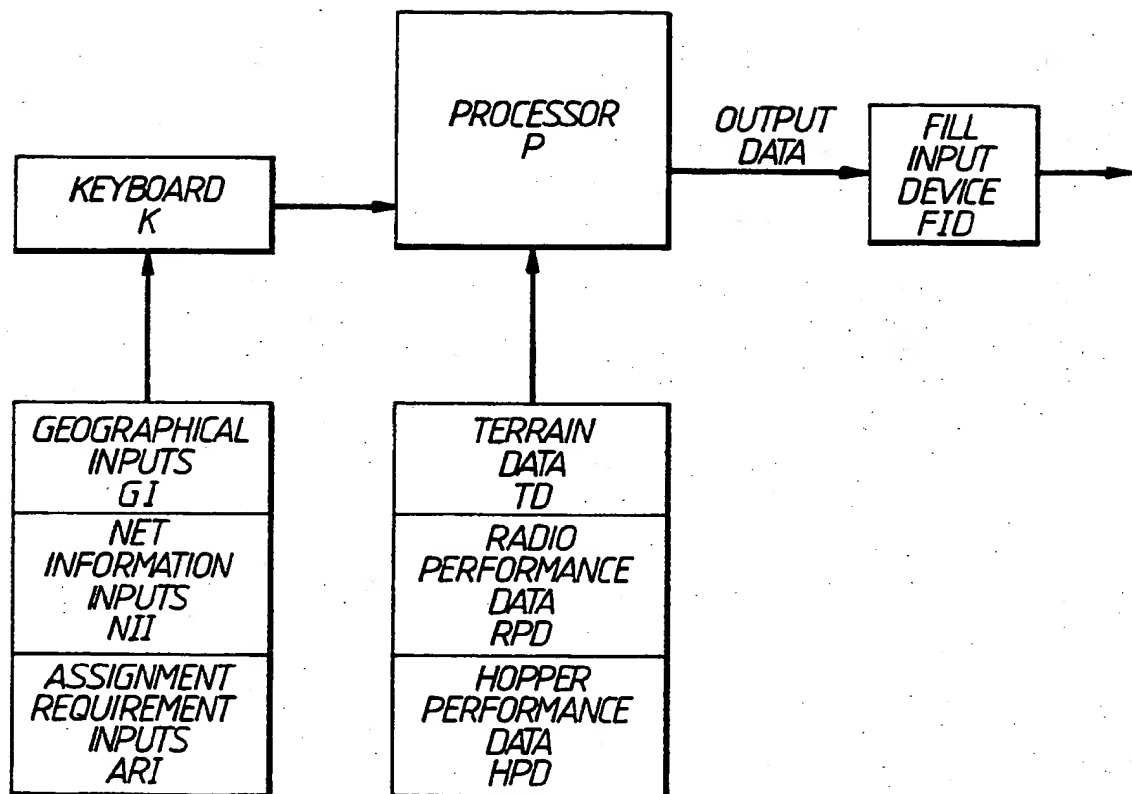 PROCESSOR
P
OUTPUT
DATA
FILL
INPUT
DEVICE
FID
KEYBOARD
K
GEOGRAPHICAL
INPUTS
GI
NET
INFORMATION
INPUTS
NII
ASSIGNMENT
REQUIREMENT
INPUTS
ARI
TERRAIN
DATA
TD
RADIO
PERFORMANCE
DATA
RPD
HOPPER
PERFORMANCE
DATA
HPD